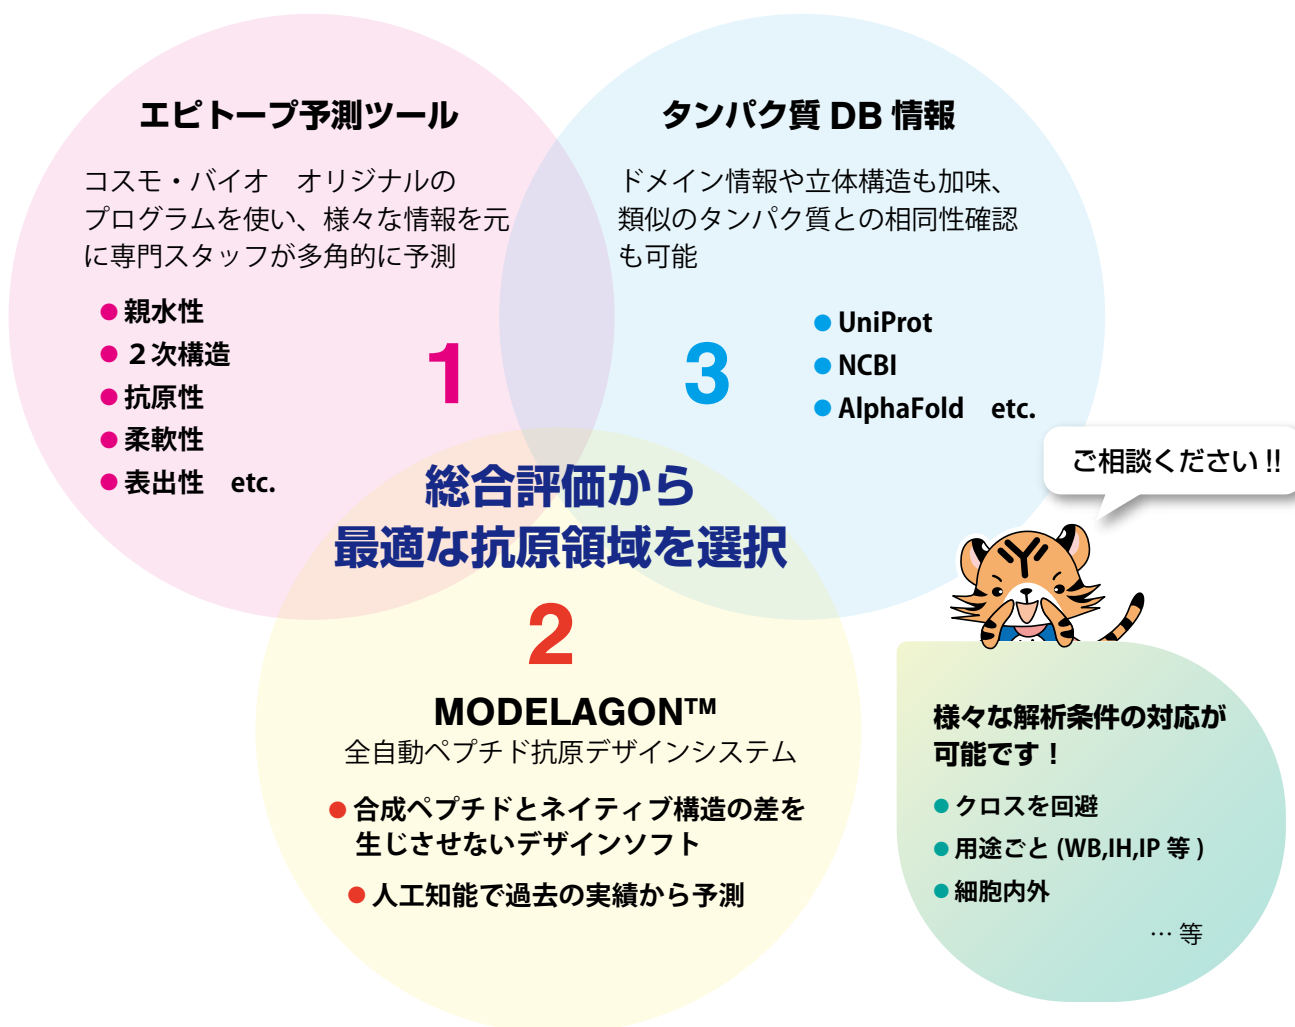 エピトープ予測ツール
コスモ・バイオ　オリジナルの
プログラムを使い、様々な情報を元
に専門スタッフが多角的に予測
● 親水性
● ２次構造
● 抗原性
● 柔軟性
● 表出性　etc.
1
タンパク質 DB 情報
ドメイン情報や立体構造も加味、
類似のタンパク質との相同性確認
も可能
3
● UniProt
● NCBI
● AlphaFold　etc.
総合評価から
最適な抗原領域を選択
2
MODELAGON™
全自動ペプチド抗原デザインシステム
● 合成ペプチドとネイティブ構造の差を
生じさせないデザインソフト
● 人工知能で過去の実績から予測
ご相談ください !!
様々な解析条件の対応が
可能です！
● クロスを回避
● 用途ごと (WB,IH,IP 等 )
● 細胞内外
… 等